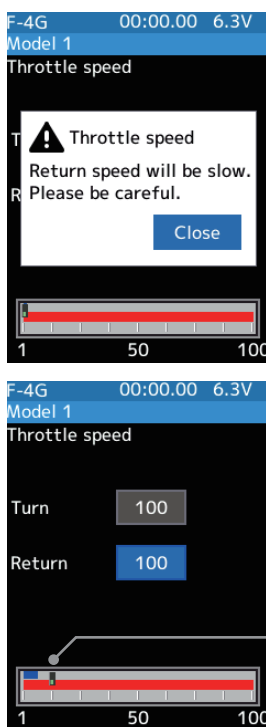 F-4G 00:00.00 6.3V
Model 1
Throttle speed
T
Throttle speed
Return speed will be slow.
R
Please be careful.
Close
1 50 100
F-4G 00:00.00 6.3V
Model 1
Throttle speed
Turn 100
Return 100
1 50 100